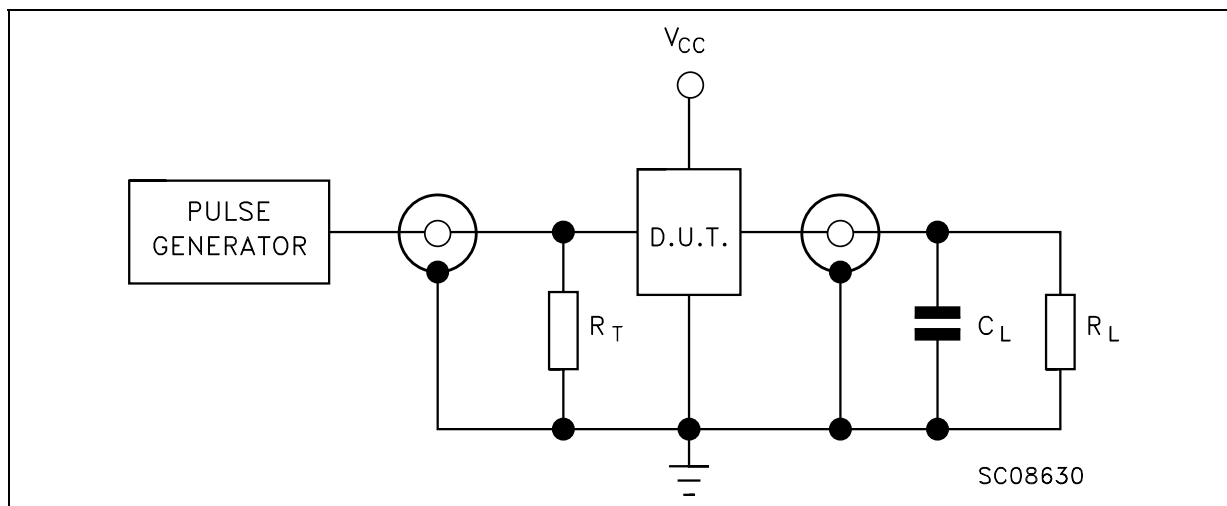 VCC
PULSE
GENERATOR
D.U.T.
RT
CL
RL
SC08630